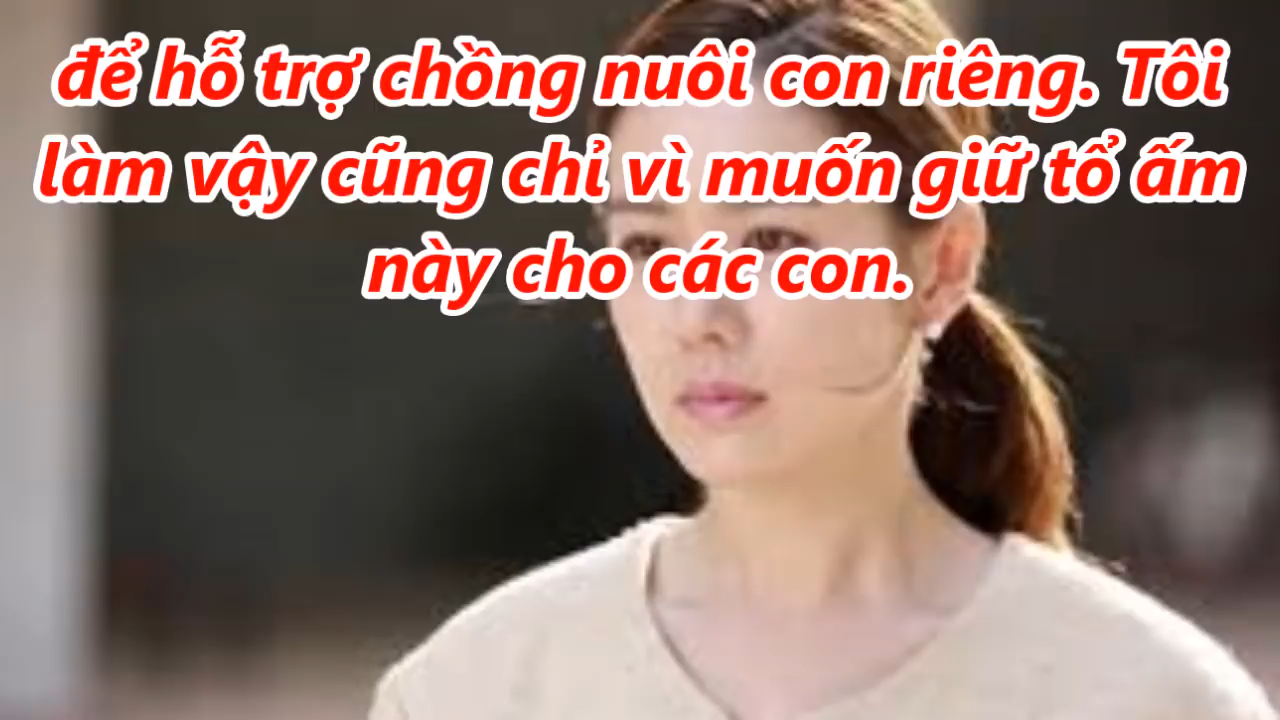 để hỗ trợ chồng nuôi con riêng. Tôi
làm vậy cũng chỉ vì muốn giữ tổ ấm
này cho các con.